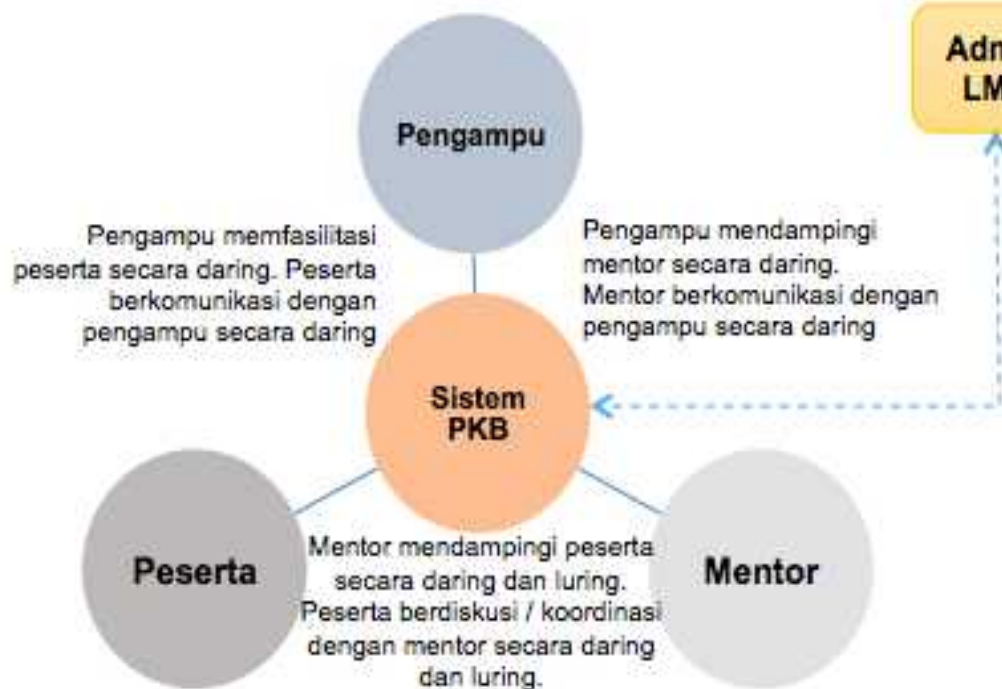 Pengampu
Pengampu memfasilitasi
peserta secara daring. Peserta
berkomunikasi dengan
pengampu secara daring
Pengampu mendampingi
mentor secara daring.
Mentor berkomunikasi dengan
pengampu secara daring
Sistem
PKB
Peserta
Mentor mendampingi peserta
secara daring dan luring.
Peserta berdiskusi / koordinasi
dengan mentor secara daring
dan luring.
Mentor